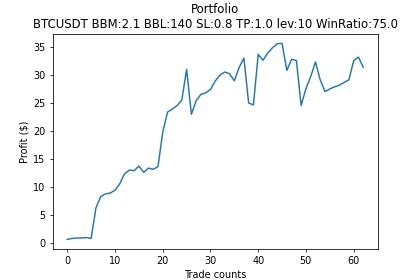 Portfolio
BTCUSDT BBM:2.1 BBL:140 SL:0.8 TP:1.0 lev:10 WinRatio:75.0
35
30
25
20
15
10
5
0
Profit ($)
0 10 20 30 40 50 60
Trade counts